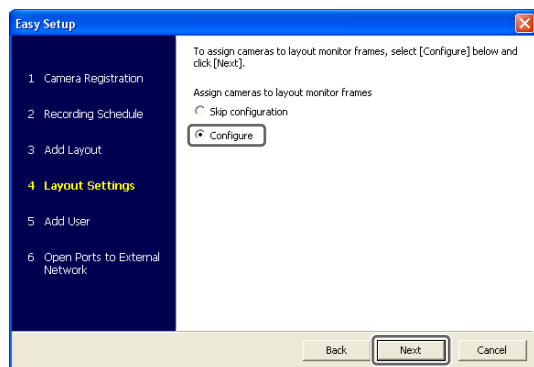 Easy Setup
1 Camera Registration
2 Recording Schedule
3 Add Layout
4 Layout Settings
5 Add User
6 Open Ports to External
Network
To assign cameras to layout monitor frames, select [Configure] below and
click [Next].
Assign cameras to layout monitor frames
Skip configuration
Configure
Back
Next
Cancel